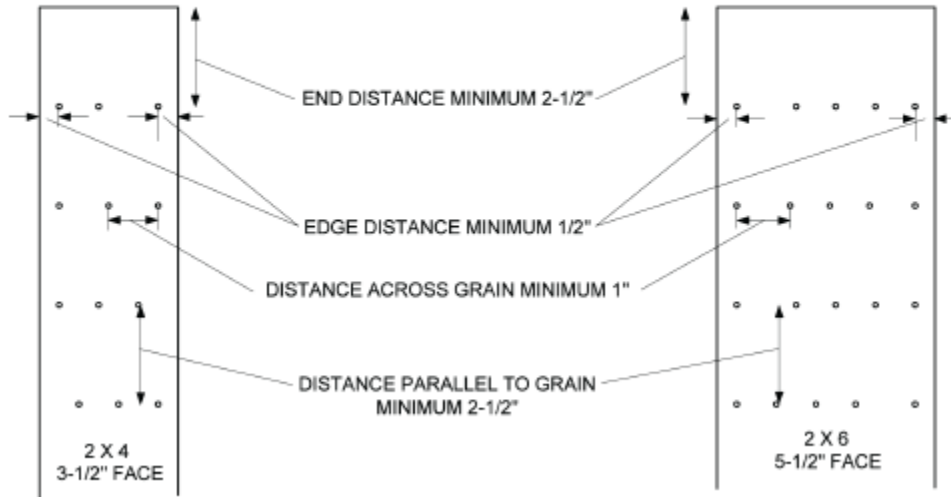 END DISTANCE MINIMUM 2-1/2"
EDGE DISTANCE MINIMUM 1/2"
DISTANCE ACROSS GRAIN MINIMUM 1"
DISTANCE PARALLEL TO GRAIN
MINIMUM 2-1/2"
2 X 4
3-1/2" FACE
2 X 6
5-1/2" FACE